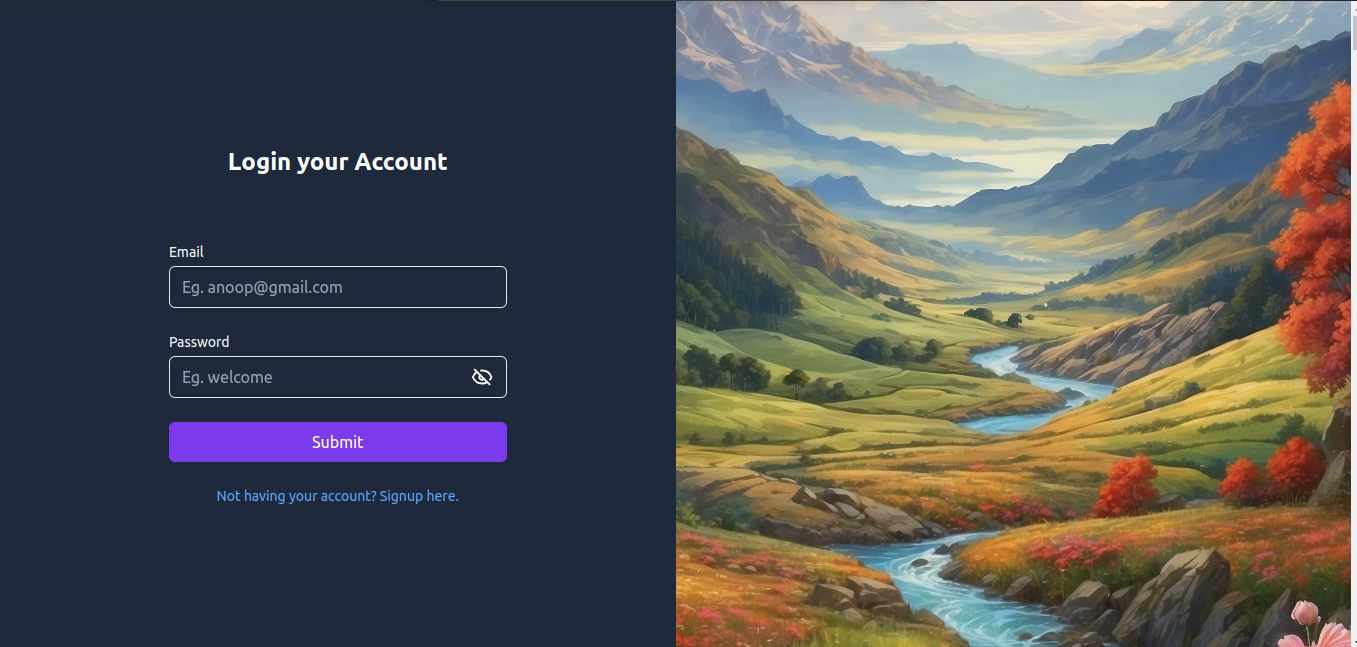 Login your Account
Email
Eg. anoop@gmail.com
Password
Eg. welcome
Submit
Not having your account? Signup here.